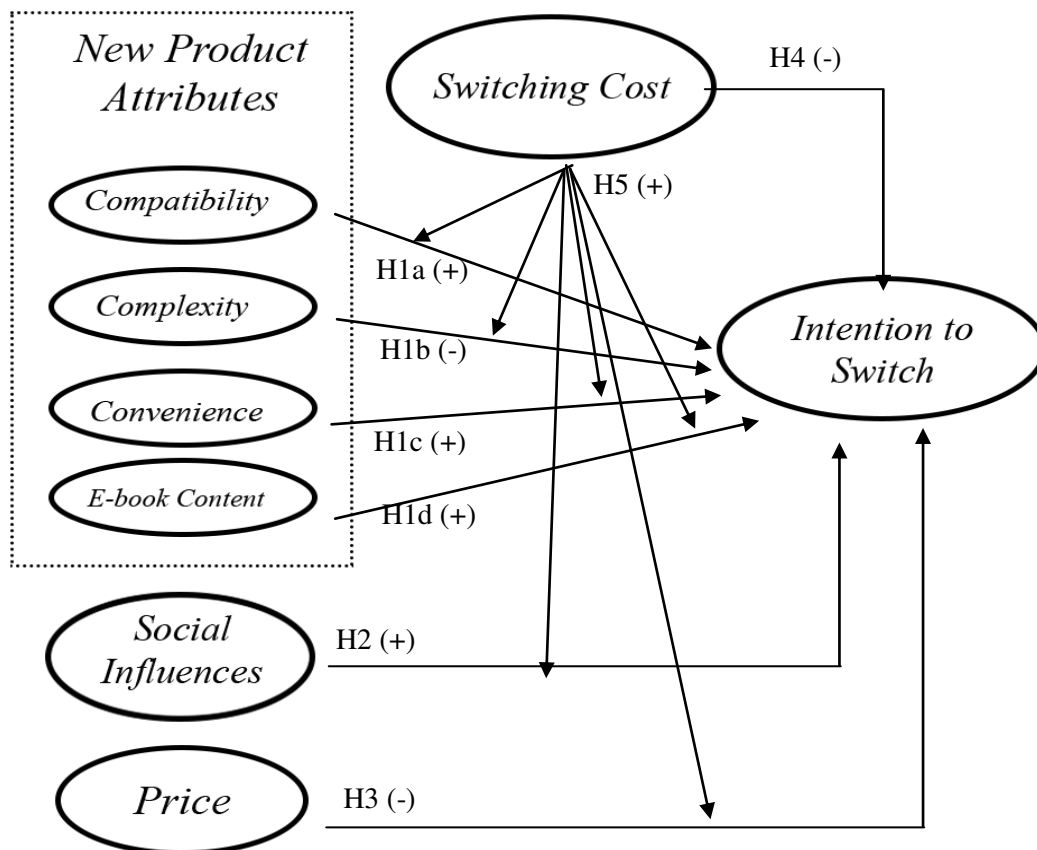 New Product
Attributes
Compatibility
Complexity
Convenience
E-book Content
Social
Influences
Price
Switching Cost
H4 (-)
H5 (+)
H1a (+)
H1b (-)
H1c (+)
H1d (+)
H2 (+)
H3 (-)
Intention to
Switch